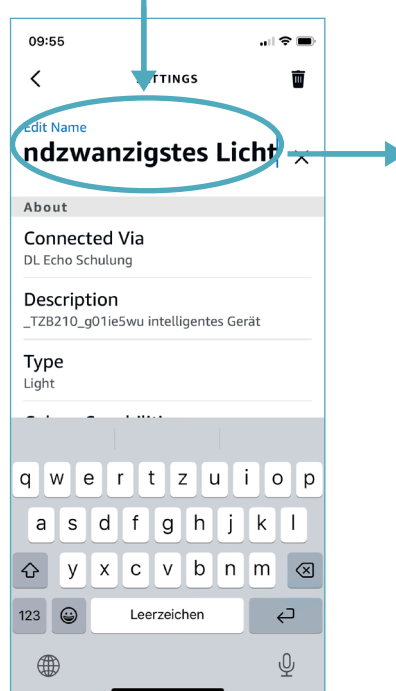 09:55
TTINGS
Edit Name
ndzwanzigstes Licht
About
Connected Via
DL Echo Schulung
Description
_TZB210_g01ie5wu intelligentes Gerät
Type
Light
q w e r t z u i o p
a s d f g h j k l
y x c v b n m
123 Leerzeichen